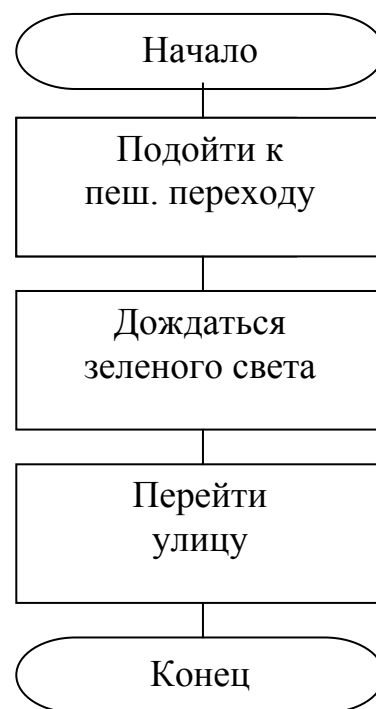 Начало
Подойти к
пеш. переходу
Дождаться
зеленого света
Перейти
улицу
Конец